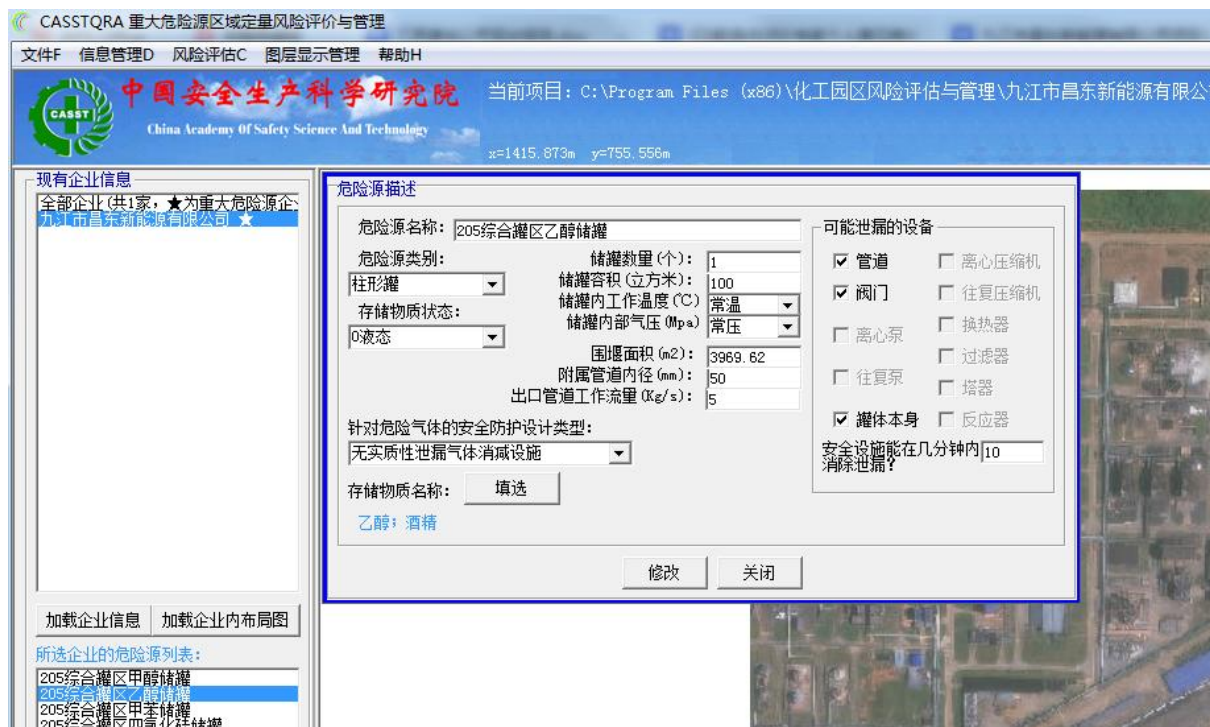 CASSTQRA 重大危险源区域定量风险评价与管理
文件F 信息管理D 风险评估C 图层显示管理 帮助H
CASST
中国安全生产科学研究院
China Academy Of Safety Science And Technology
当前项目: C:\Program Files (x86)\化工园区风险评估与管理\九江市昌东新能源有限公
x=1415.873m y=755.556m
现有企业信息
全部企业(共1家, ★为重大危险源企
九江市昌东新能源有限公司 ★
加载企业信息 加载企业内布局图
所选企业的危险源列表:
205综合罐区甲醇储罐
205综合罐区乙醇储罐
205综合罐区甲苯储罐
205综合罐区四氯化硅储罐
危险源描述
危险源名称: 205综合罐区乙醇储罐
危险源类别:
柱形罐
存储物质状态:
0液态
储罐数量(个): 1
储罐容积(立方米): 100
储罐内工作温度(℃) 常温
储罐内部气压(Mpa) 常压
围堰面积(m2): 3969.62
附属管道内径(mm): 50
出口管道工作流量(Kg/s): 5
针对危险气体的安全防护设计类型:
无实质性泄漏气体消减设施
存储物质名称: 填选
乙醇; 酒精
可能泄漏的设备
管道 离心压缩机
阀门 往复压缩机
离心泵 换热器
过滤器
往复泵 塔器
罐体本身 反应器
安全设施能在几分钟内 10
消除泄漏?
修改 关闭